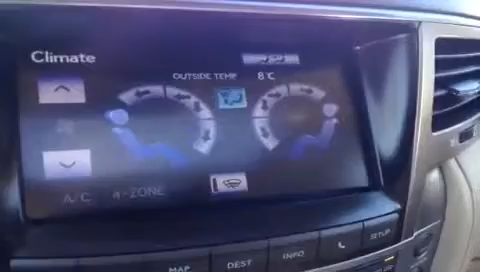 Climate
OUTSIDE TEMP 8°C
A/C 4-ZONE
MAP DEST INFO SETUP